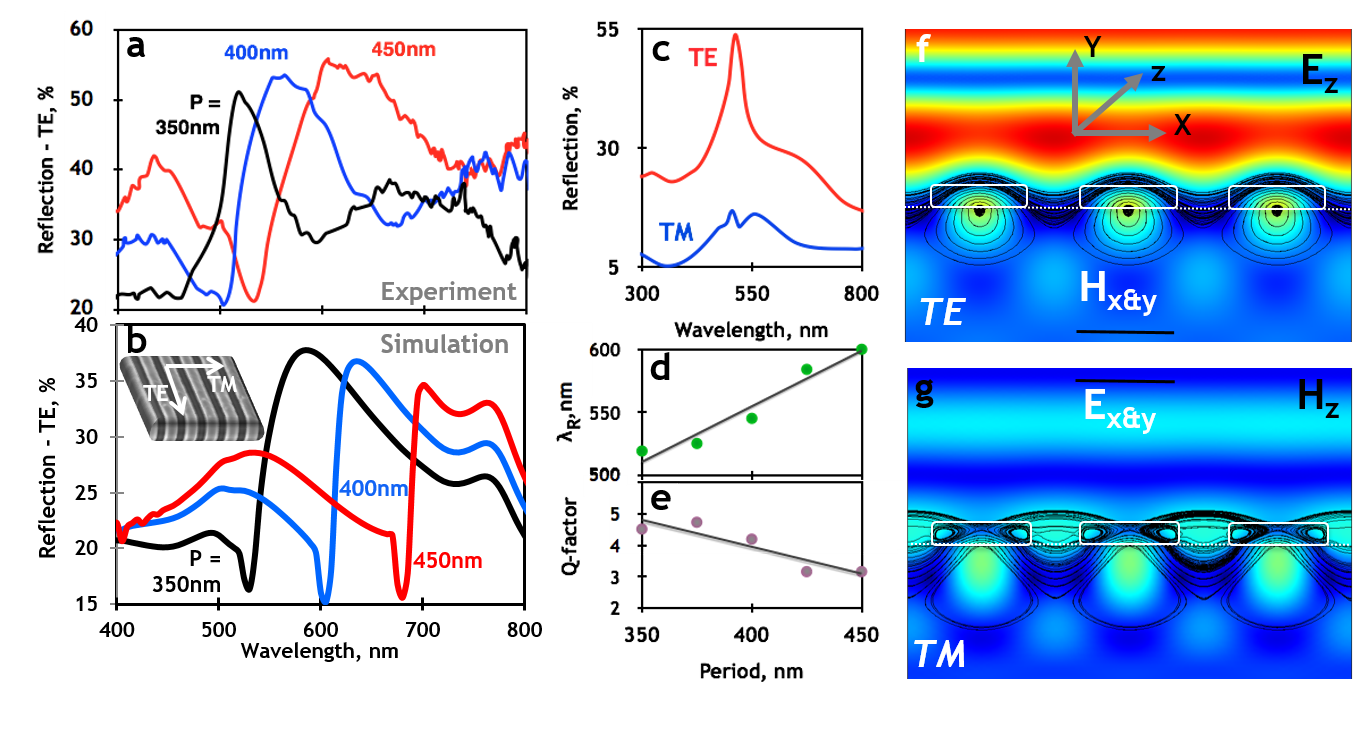 a
60
50
40
30
20
Reflection - TE, %
400nm
450nm
P =
350nm
Experiment
b
40
35
30
25
20
15
Reflection - TE, %
Simulation
TE
TM
400nm
450nm
P =
350nm
400
500
600
700
800
Wavelength, nm
c
55
30
5
Reflection, %
TE
TM
300
550
800
Wavelength, nm
d
600
550
500
λR,nm
e
5
4
3
2
Q-factor
350
400
450
Period, nm
f
Y
Z
X
Ez
Hx&y
TE
g
Ex&y
Hz
TM